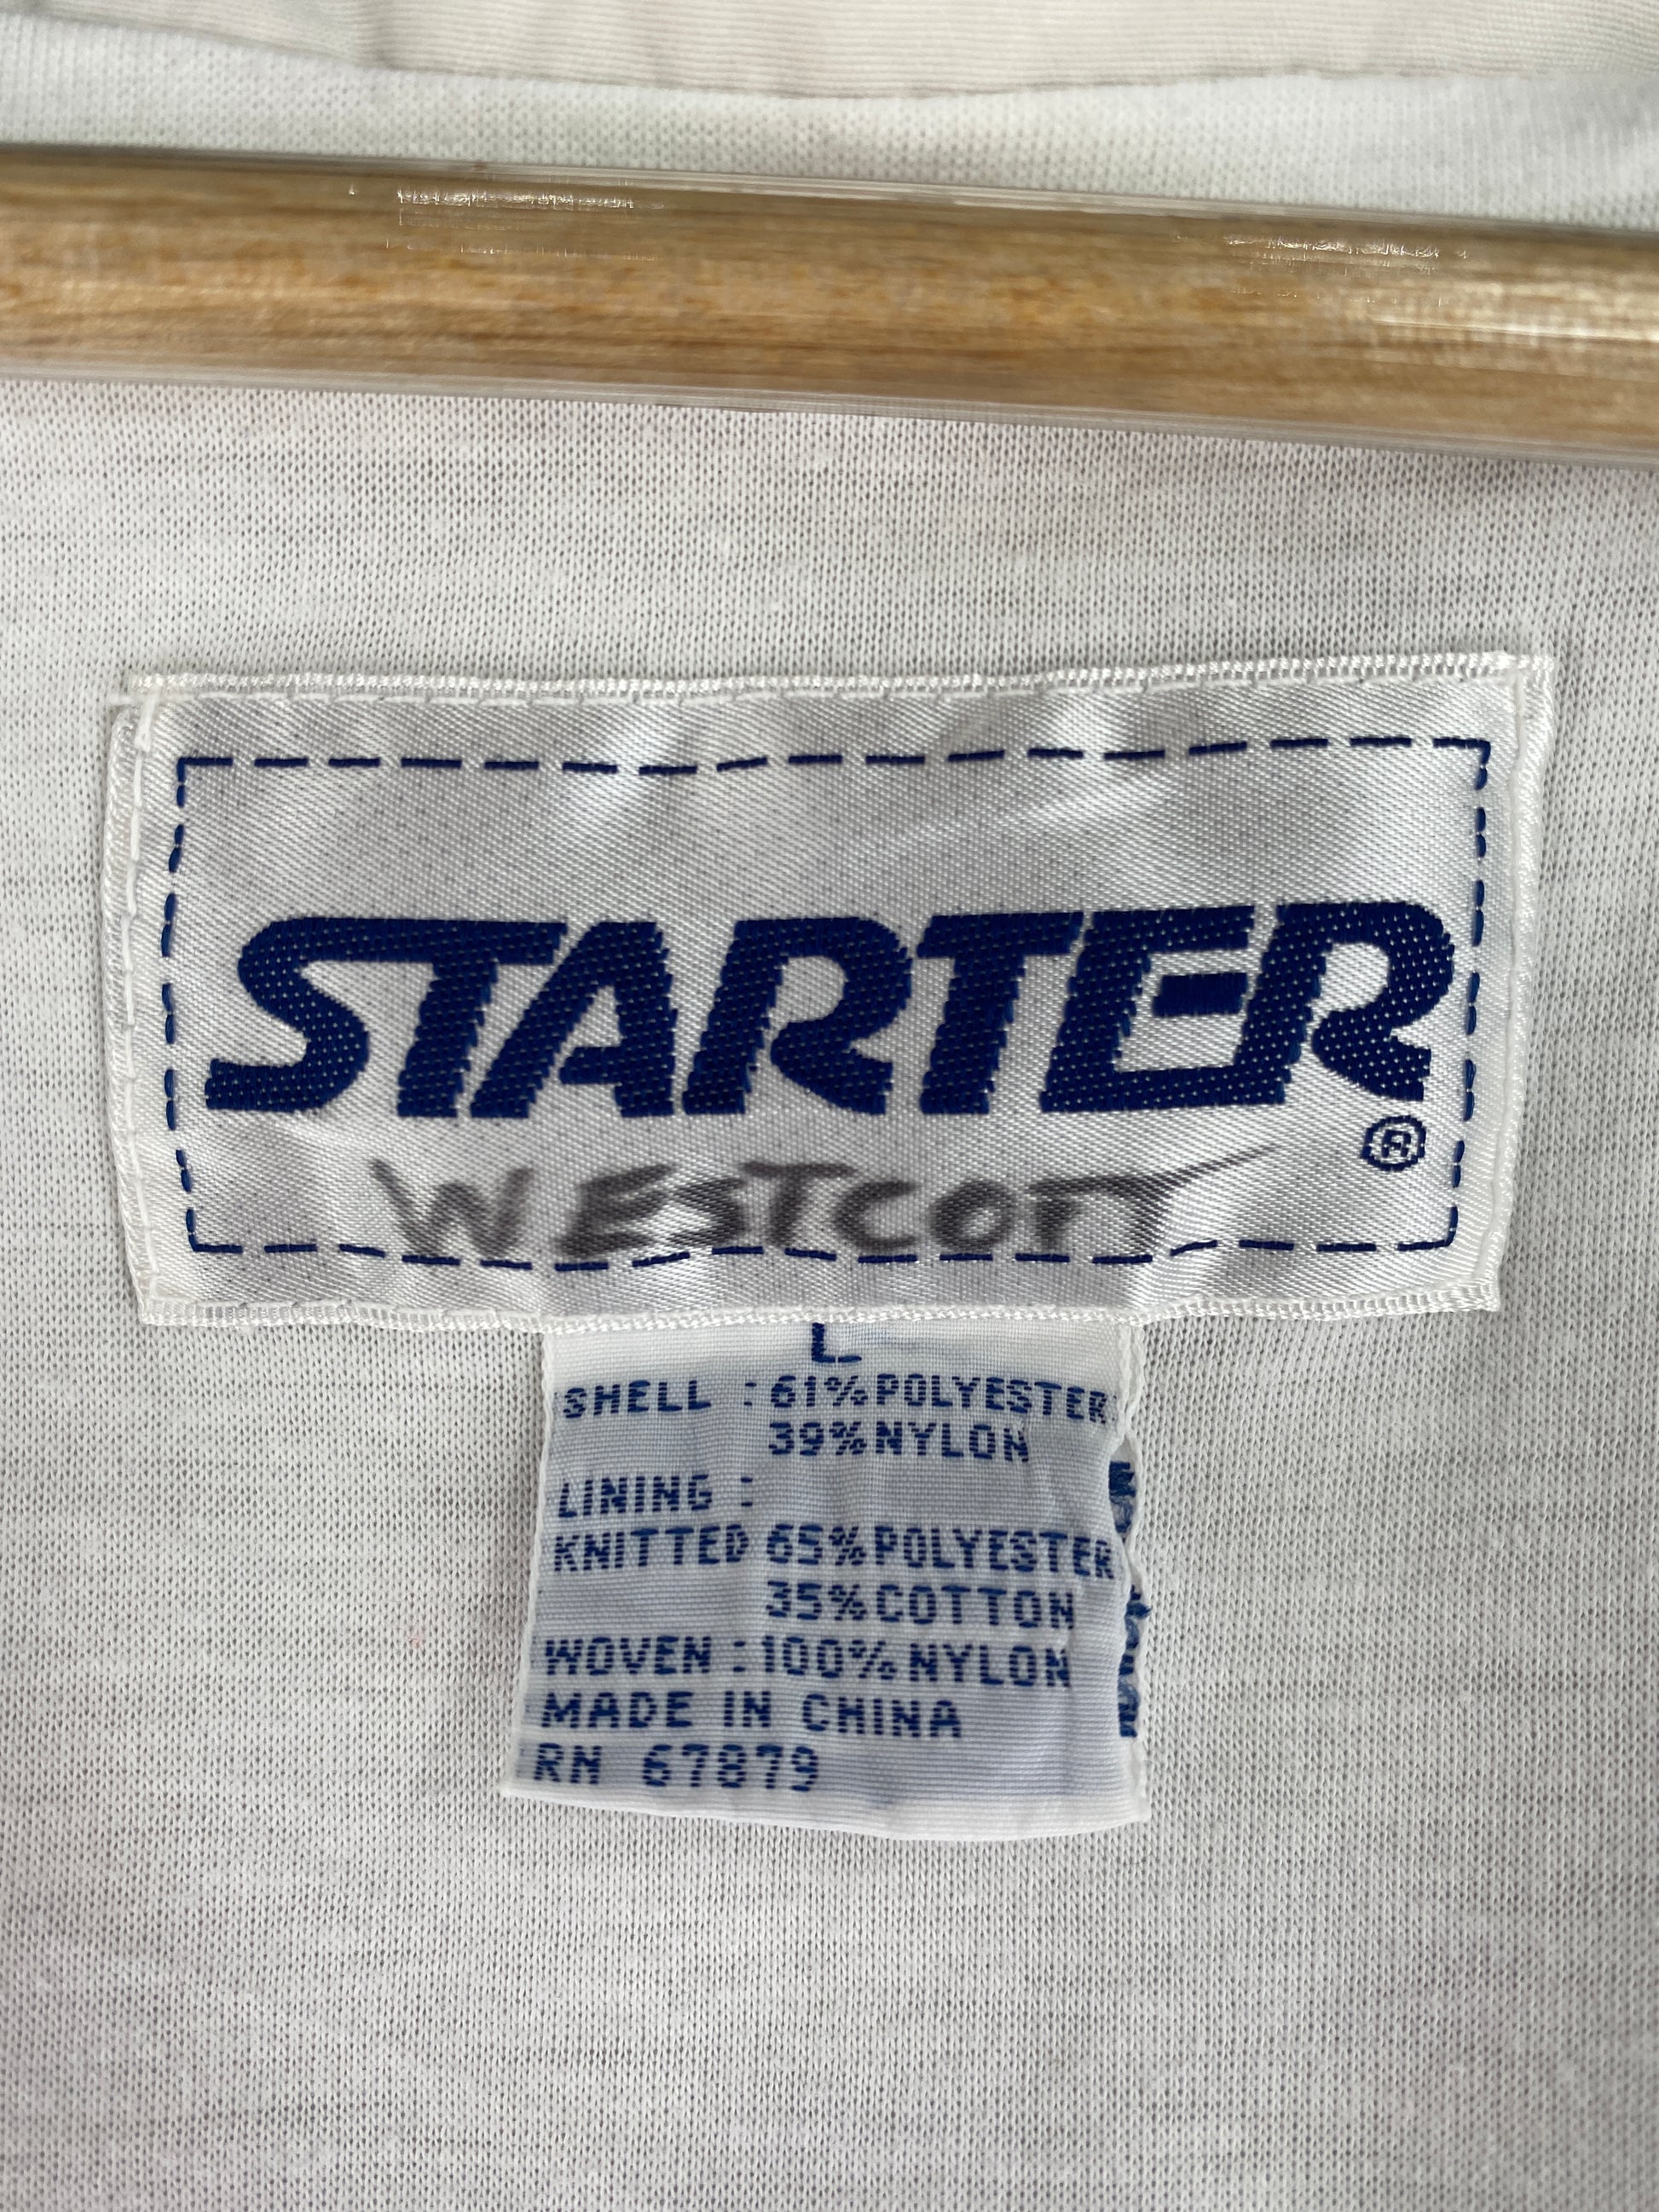 STARTER
®
WESTCOTT
L
SHELL : 61% POLYESTER
39% NYLON
LINING :
KNITTED 65% POLYESTER
35% COTTON
WOVEN : 100% NYLON
MADE IN CHINA
RN 67879